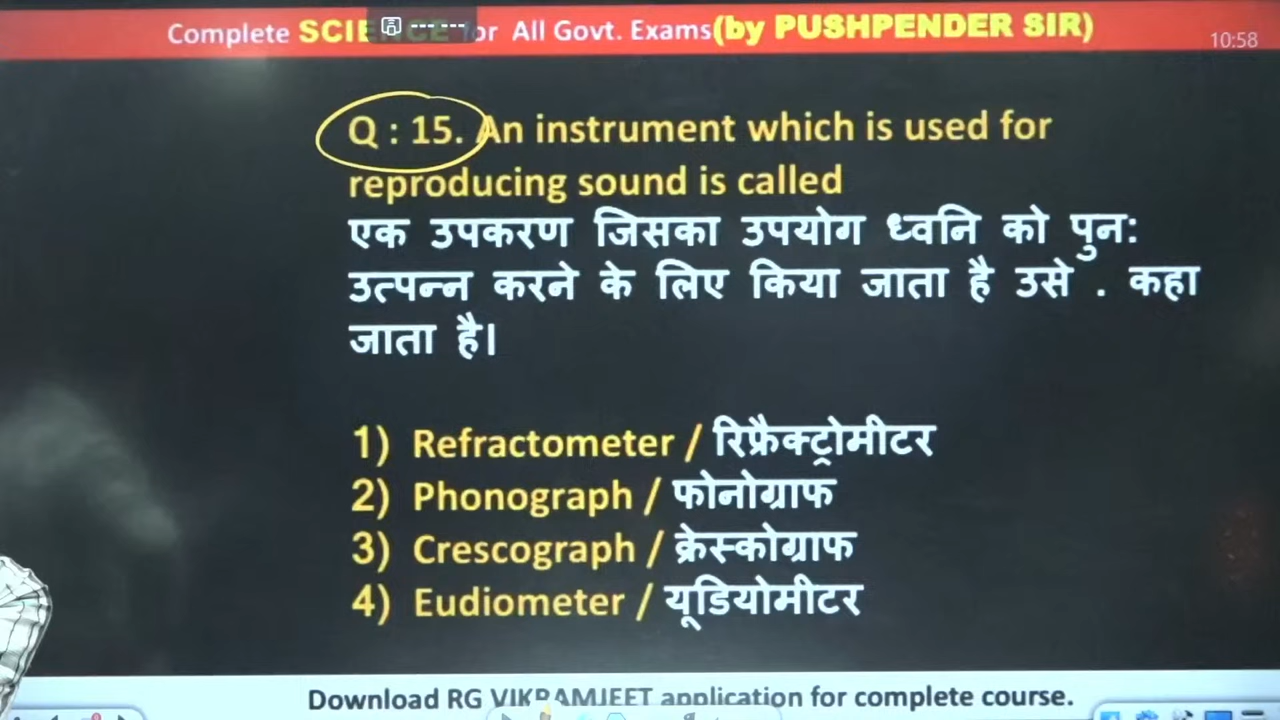 Complete SCIENCE for All Govt. Exams(by PUSHPENDER SIR)
10:58
Q : 15. An instrument which is used for
reproducing sound is called
एक उपकरण जिसका उपयोग ध्वनि को पुन:
उत्पन्न करने के लिए किया जाता है उसे . कहा
जाता है।
1) Refractometer / रिफ्रैक्ट्रोमीटर
2) Phonograph / फोनोग्राफ
3) Crescograph / क्रेस्कोग्राफ
4) Eudiometer / यूडियोमीटर
Download RG VIKRAMJEET application for complete course.